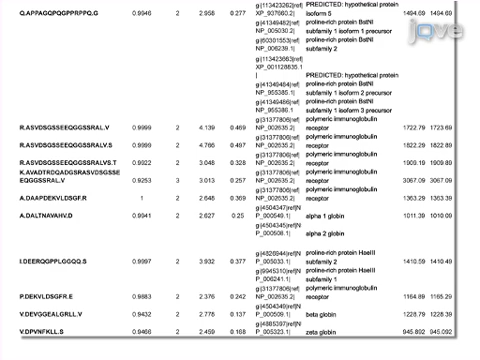 jove
PREDICTED: hypothetical protein
gi|113423262|ref|
Q.APPAGQPQGPPRPPQ.G 0.9946 2 2.958 0.277 XP_937660.2| isoform 5 1494.69 1494.69
gi|41349482|ref| proline-rich protein BstNI
NP_005030.2| subfamily 1 isoform 1 precursor
gi|60301553|ref| proline-rich protein BstNI
NP_006239.1| subfamily 2
gi|113423663|ref|
XP_001128835.1
| PREDICTED: hypothetical protein
gi|41349484|ref| proline-rich protein BstNI
NP_955385.1| subfamily 1 isoform 2 precursor
gi|41349486|ref| proline-rich protein BstNI
NP_955386.1 subfamily 1 isoform 3 precursor
gi|31377806|ref| polymeric immunoglobulin
R.ASVDSGSSEEQGGSSRAL.V 0.9999 2 4.139 0.469 NP_002635.2| receptor 1722.79 1723.69
gi|31377806|ref| polymeric immunoglobulin
R.ASVDSGSSEEQGGSSRALV.S 0.9999 2 4.766 0.497 NP_002635.2| receptor 1822.29 1822.89
gi|31377806|ref| polymeric immunoglobulin
R.ASVDSGSSEEQGGSSRALVS.T 0.9922 2 3.046 0.328 NP_002635.2| receptor 1909.19 1909.89
K.AVADTRDQADGSRASVDSGSSE gi|31377806|ref| polymeric immunoglobulin
EQGGSSRAL.V 0.9253 3 3.013 0.257 NP_002635.2| receptor 3067.09 3067.09
gi|31377806|ref| polymeric immunoglobulin
A.DAAPDEKVLDSGF.R 1 2 2.648 0.369 NP_002635.2| receptor 1363.29 1363.39
gi|4504347|ref|N
A.DALTNAVAHV.D 0.9941 2 2.627 0.25 P_000549.1| alpha 1 globin 1011.39 1010.09
gi|4504345|ref|N
P_000508.1| alpha 2 globin
gi|4826944|ref|N proline-rich protein HaeIII
I.DEERQGPPLGGQQ.S 0.9997 2 3.932 0.377 P_005033.1| subfamily 2 1410.59 1410.49
gi|9945310|ref|N proline-rich protein HaeIII
P_006241.1| subfamily 1
gi|31377806|ref| polymeric immunoglobulin
P.DEKVLDSGFR.E 0.9883 2 2.376 0.242 NP_002635.2| receptor 1164.89 1165.29
gi|4504349|ref|N
V.DEVGGEALGRLL.V 0.9432 2 2.778 0.137 P_000509.1| beta globin 1228.79 1228.39
gi|4885397|ref|N
V.DPVNFKLL.S 0.9466 2 2.459 0.168 P_005323.1| zeta globin 945.892 945.092